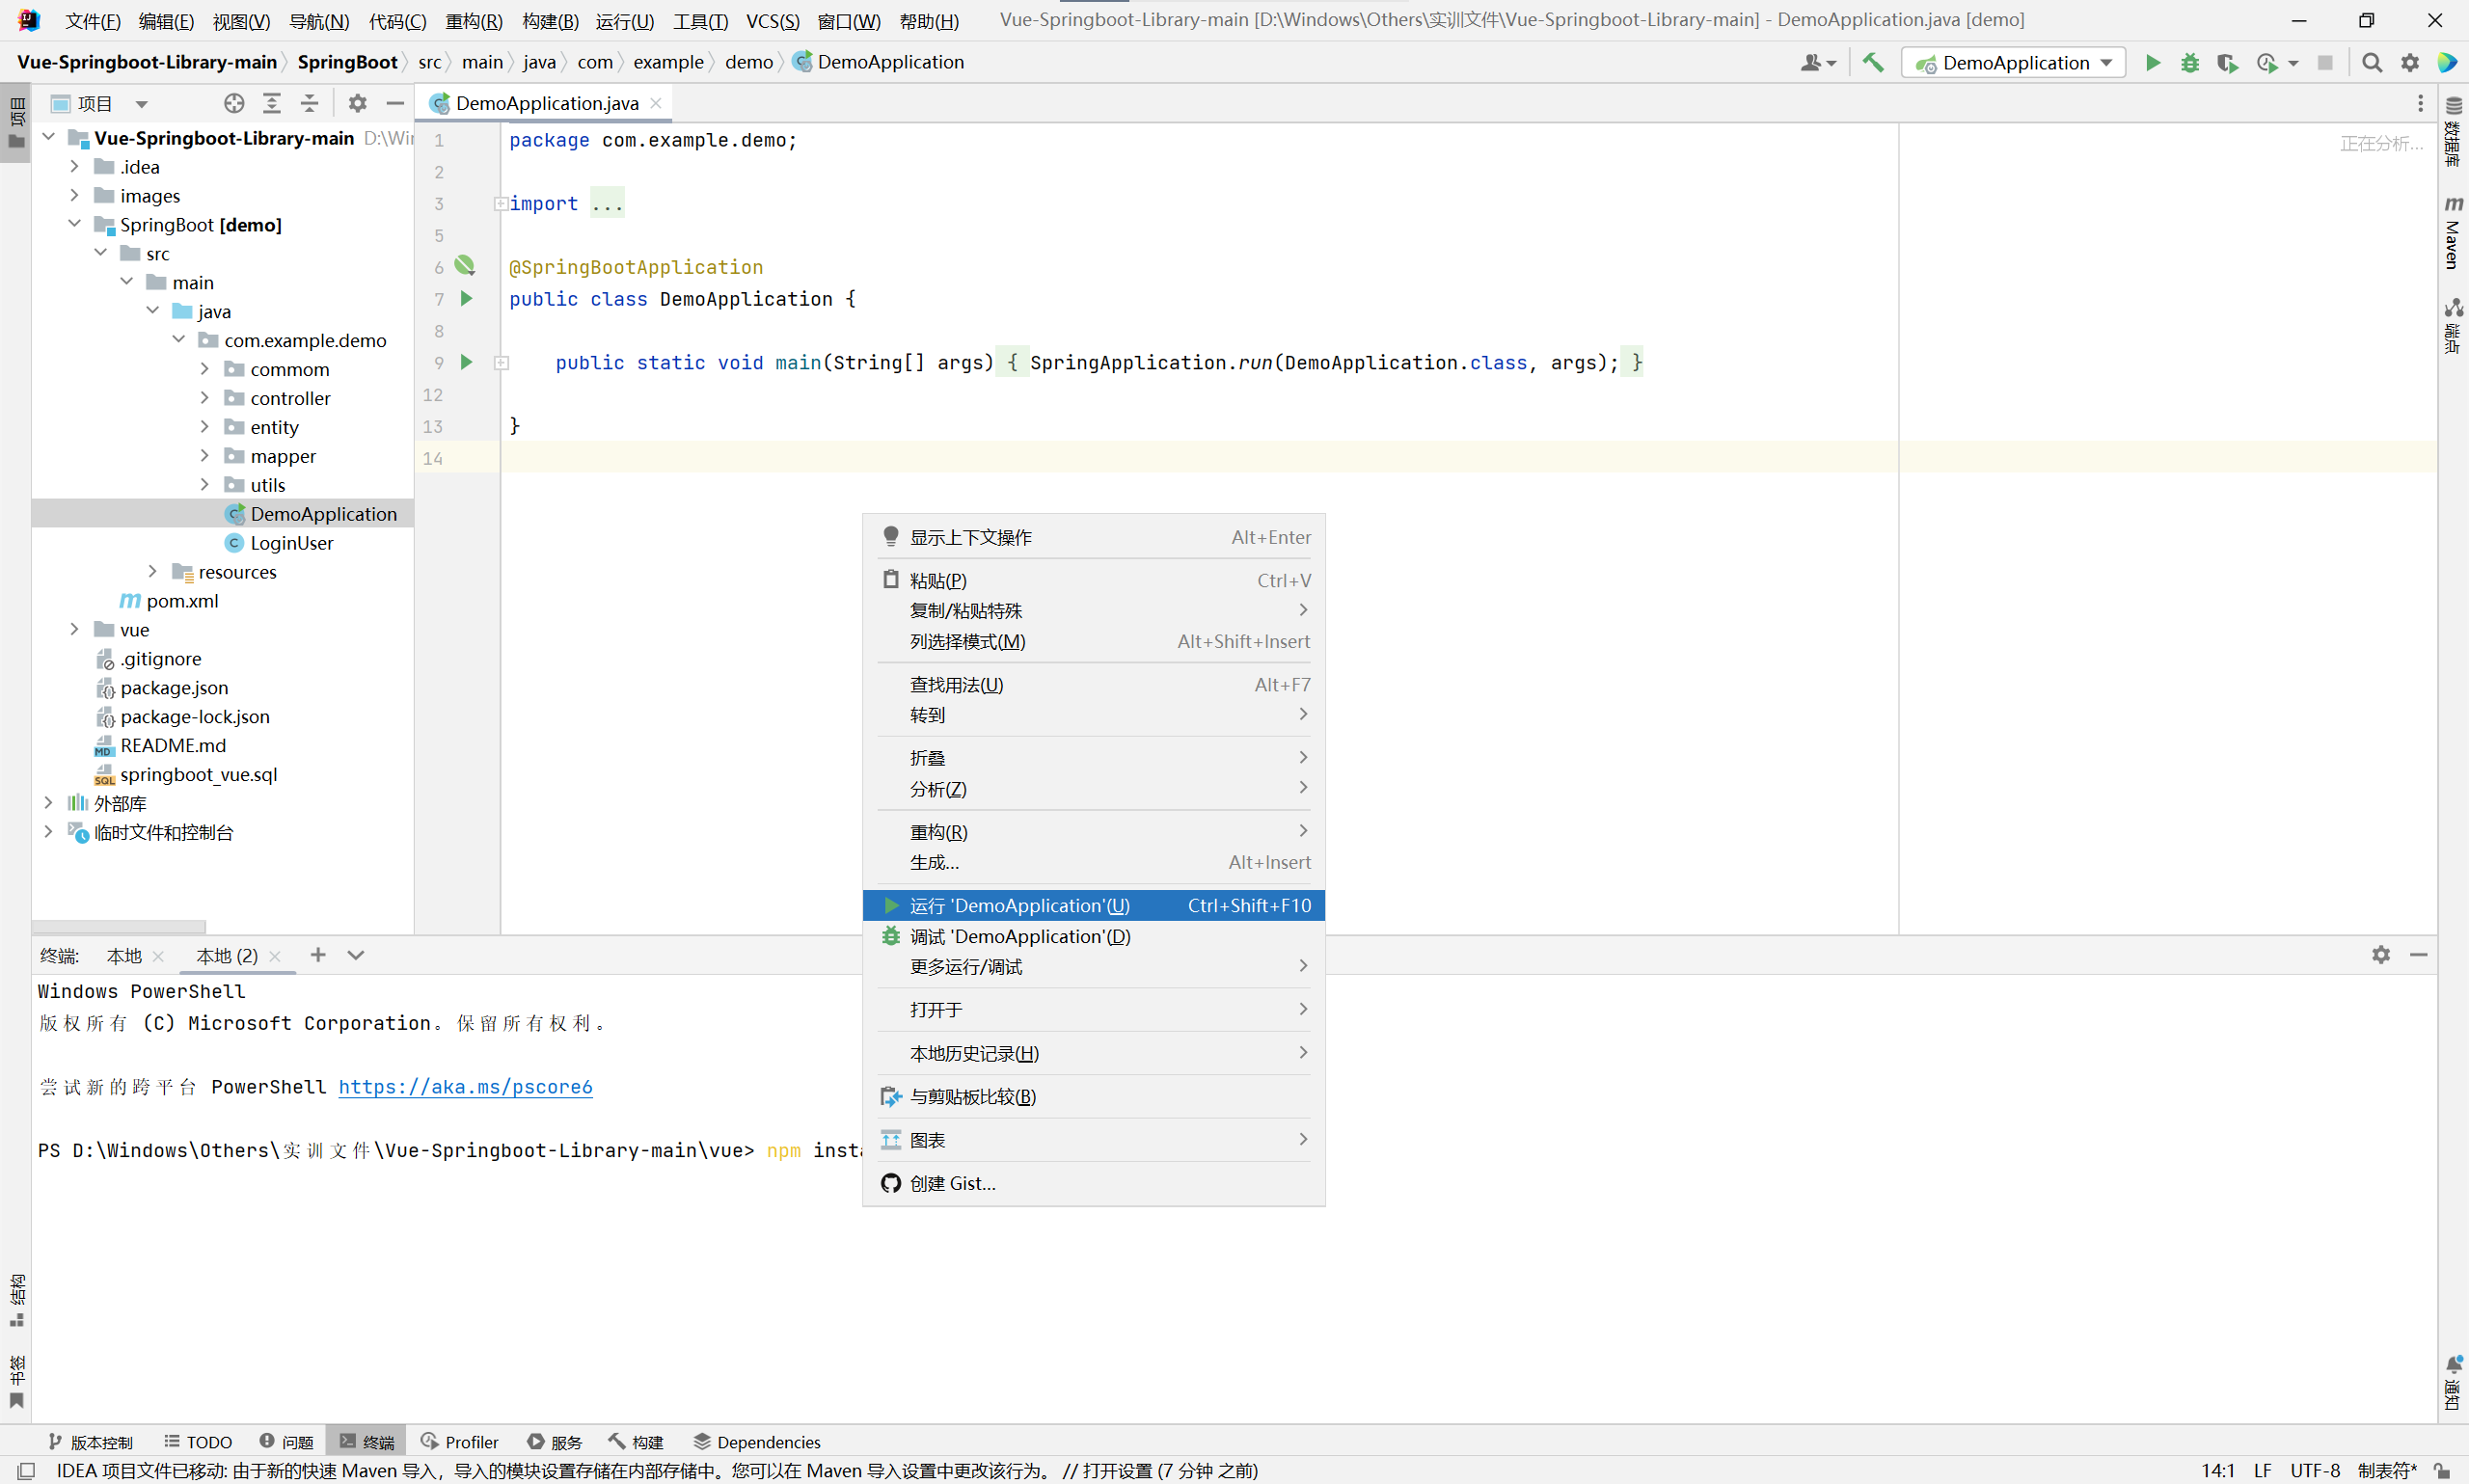 文件(F) 编辑(E) 视图(V) 导航(N) 代码(C) 重构(R) 构建(B) 运行(U) 工具(T) VCS(S) 窗口(W) 帮助(H) Vue-Springboot-Library-main [D:\Windows\Others\实训文件\Vue-Springboot-Library-main] - DemoApplication.java [demo]
Vue-Springboot-Library-main SpringBoot src main java com example demo DemoApplication DemoApplication
项目 DemoApplication.java
项目
Vue-Springboot-Library-main D:\Wi
.idea
images
SpringBoot [demo]
src
main
java
com.example.demo
commom
controller
entity
mapper
utils
DemoApplication
LoginUser
resources
pom.xml
vue
.gitignore
package.json
package-lock.json
README.md
springboot_vue.sql
外部库
临时文件和控制台
1 package com.example.demo;
2
3 import ...
5
6 @SpringBootApplication
7 public class DemoApplication {
8
9 public static void main(String[] args) { SpringApplication.run(DemoApplication.class, args); }
12
13 }
14
正在分析...
数据库
Maven
端点
显示上下文操作 Alt+Enter
粘贴(P) Ctrl+V
复制/粘贴特殊
列选择模式(M) Alt+Shift+Insert
查找用法(U) Alt+F7
转到
折叠
分析(Z)
重构(R)
生成... Alt+Insert
运行 'DemoApplication'(U) Ctrl+Shift+F10
调试 'DemoApplication'(D)
更多运行/调试
打开于
本地历史记录(H)
与剪贴板比较(B)
图表
创建 Gist...
终端: 本地 本地 (2)
Windows PowerShell
版权所有 (C) Microsoft Corporation。保留所有权利。
尝试新的跨平台 PowerShell https://aka.ms/pscore6
PS D:\Windows\Others\实训文件\Vue-Springboot-Library-main\vue> npm insta
结构
书签
通知
版本控制 TODO 问题 终端 Profiler 服务 构建 Dependencies
IDEA 项目文件已移动: 由于新的快速 Maven 导入，导入的模块设置存储在内部存储中。您可以在 Maven 导入设置中更改该行为。 // 打开设置 (7 分钟 之前) 14:1 LF UTF-8 制表符*